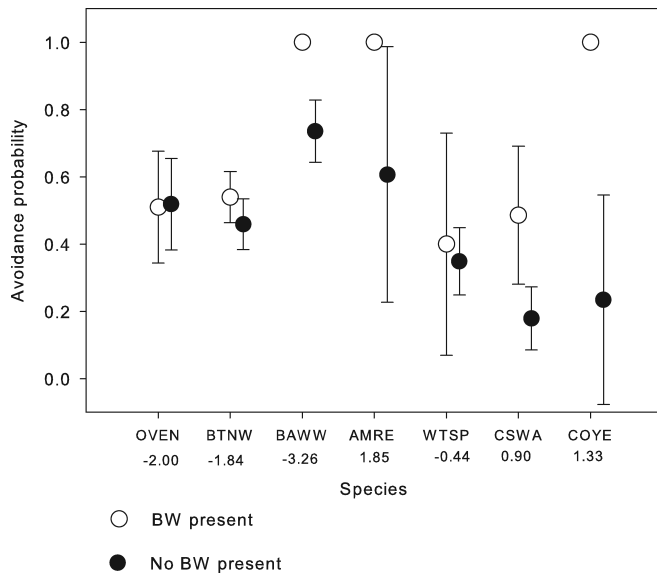 Avoidance probability
1.0
0.8
0.6
0.4
0.2
0.0
OVEN BTNW BAWW AMRE WTSP CSWA COYE
-2.00 -1.84 -3.26 1.85 -0.44 0.90 1.33
Species
BW present
No BW present